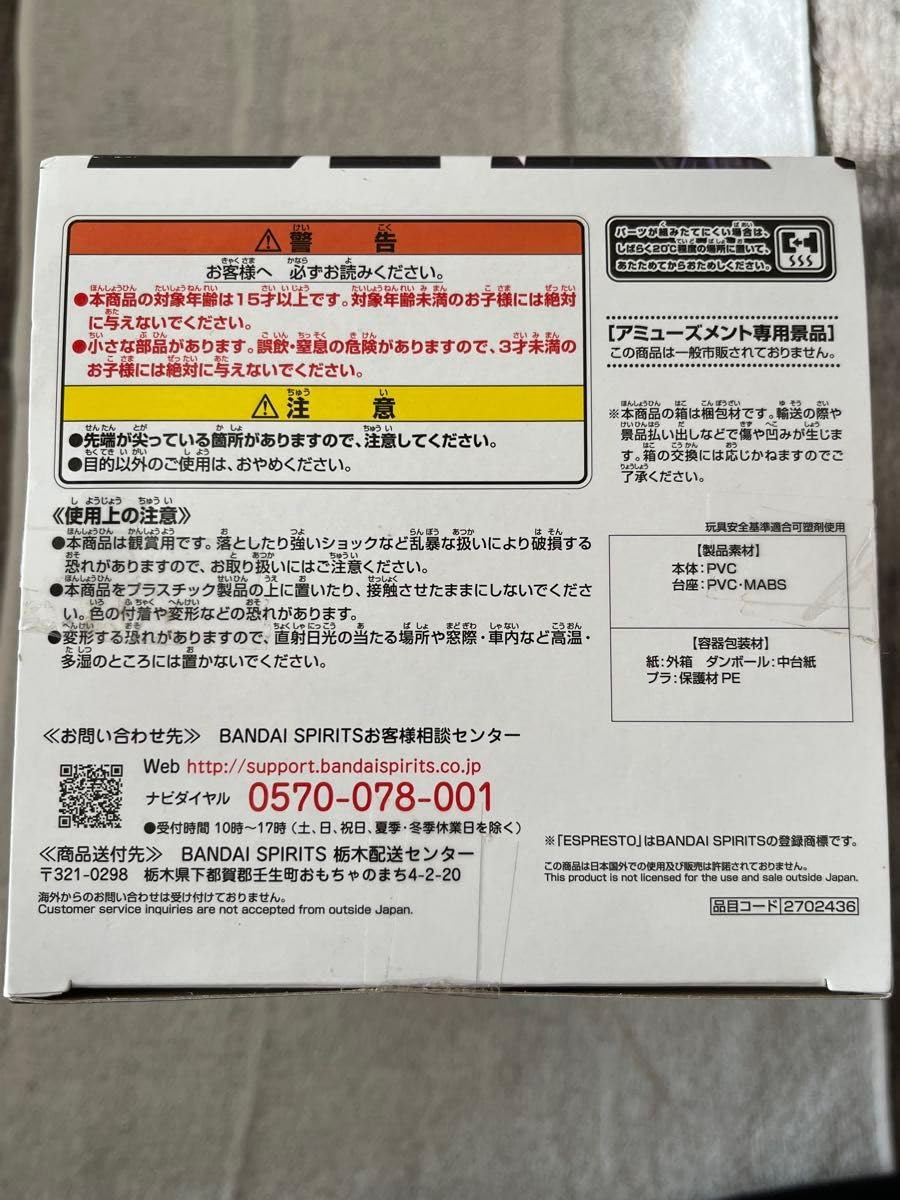 ⚠警告
お客様へ 必ずお読みください。
●本商品の対象年齢は15才以上です。対象年齢未満のお子様には絶対
に与えないでください。
●小さな部品があります。誤飲・窒息の危険がありますので、3才未満の
お子様には絶対に与えないでください。
⚠注意
●先端が尖っている箇所がありますので、注意してください。
●目的以外のご使用は、おやめください。
パーツが組みたてにくい場合は、
しばらく20℃程度の場所に置いて、
あたためてからおためしください。
[アミューズメント専用景品]
この商品は一般市販されておりません。
※本商品の箱は梱包材です。輸送の際や
景品払い出しなどで傷や凹みが生じま
す。箱の交換には応じかねますのでご
了承ください。
《使用上の注意》
●本商品は観賞用です。落としたり強いショックなど乱暴な扱いにより破損する
恐れがありますので、お取り扱いにはご注意ください。
●本商品をプラスチック製品の上に置いたり、接触させたままにしないでくださ
い。色の付着や変形などの恐れがあります。
●変形する恐れがありますので、直射日光の当たる場所や窓際・車内など高温・
多湿のところには置かないでください。
玩具安全基準適合可塑剤使用
【製品素材】
本体:PVC
台座:PVC・MABS
【容器包装材】
紙:外箱 ダンボール:中台紙
プラ:保護材PE
≪お問い合わせ先≫ BANDAI SPIRITSお客様相談センター
Web http://support.bandaispirits.co.jp
ナビダイヤル 0570-078-001
●受付時間 10時～17時（土、日、祝日、夏季・冬季休業日を除く）
≪商品送付先≫ BANDAI SPIRITS 栃木配送センター
〒321-0298 栃木県下都賀郡壬生町おもちゃのまち4-2-20
海外からのお問い合わせは受け付けておりません。
Customer service inquiries are not accepted from outside Japan.
※「ESPRESTO」はBANDAI SPIRITSの登録商標です。
この商品は日本国外での使用及び販売は許諾されておりません。
This product is not licensed for the use and sale outside Japan.
品目コード 2702436